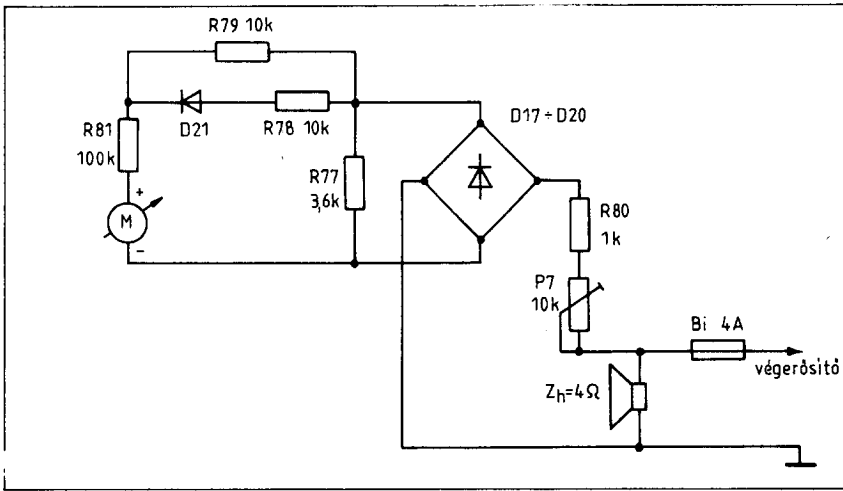 R79 10k
D21
R78 10k
D17÷D20
R81
100k
R77
3,6k
+
M
-
R80
1k
P7
10k
Bi 4A
végerősítő
Zh=4Ω